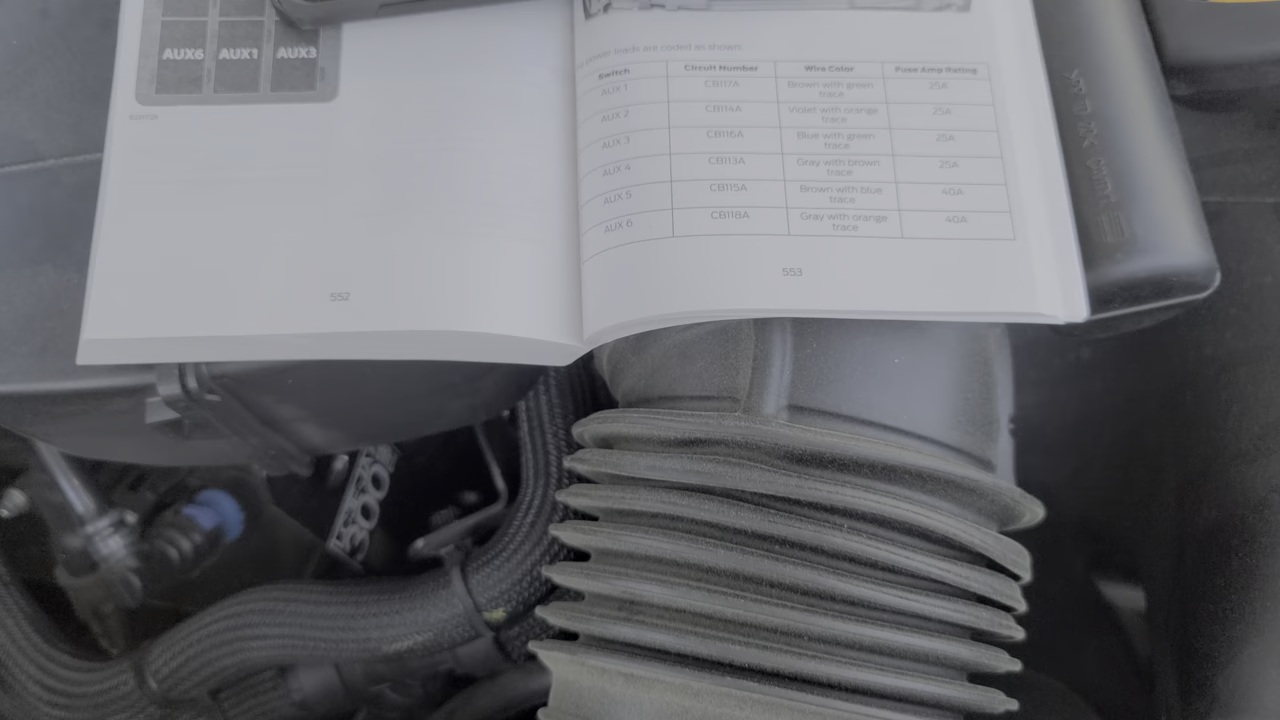 AUX6 AUX1 AUX3
power leads are coded as shown.
Switch Circuit Number Wire Color Fuse Amp Rating
AUX 1 CB117A Brown with green trace 25A
AUX 2 CB114A Violet with orange trace 25A
AUX 3 CB116A Blue with green trace 25A
AUX 4 CB113A Gray with brown trace 25A
AUX 5 CB115A Brown with blue trace 40A
AUX 6 CB118A Gray with orange trace 40A
552
553